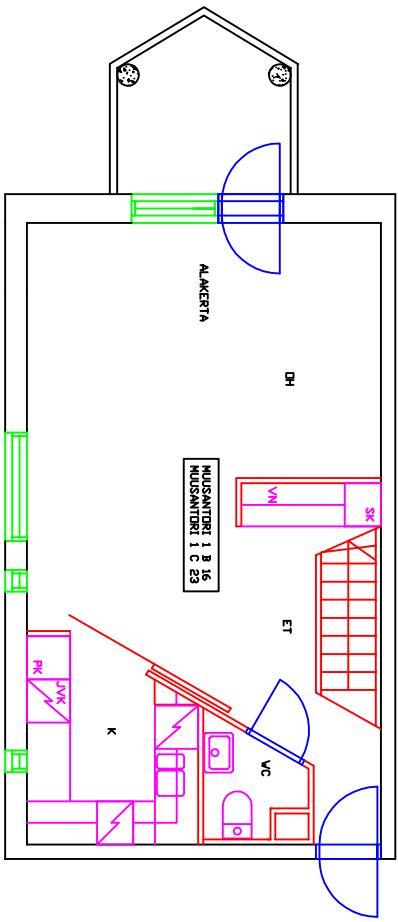 ALAKERTA
OH
MUUSANTORI 1 B 16
MUUSANTORI 1 C 23
VN
SK
ET
PK
JVK
K
WC